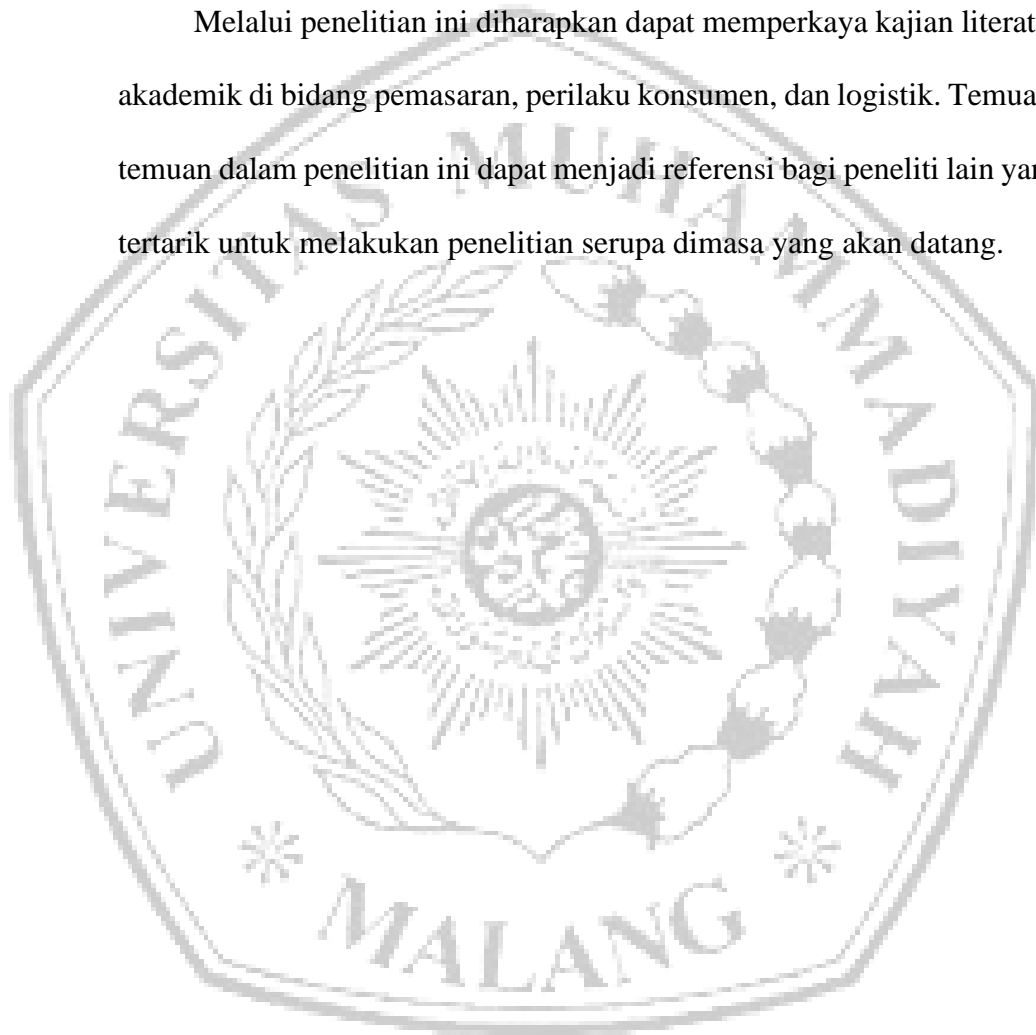 Melalui penelitian ini diharapkan dapat memperkaya kajian literat
akademik di bidang pemasaran, perilaku konsumen, dan logistik. Temua
temuan dalam penelitian ini dapat menjadi referensi bagi peneliti lain yan
tertarik untuk melakukan penelitian serupa dimasa yang akan datang.
UNIVERSITAS MUHAMMADIYAH
MALANG